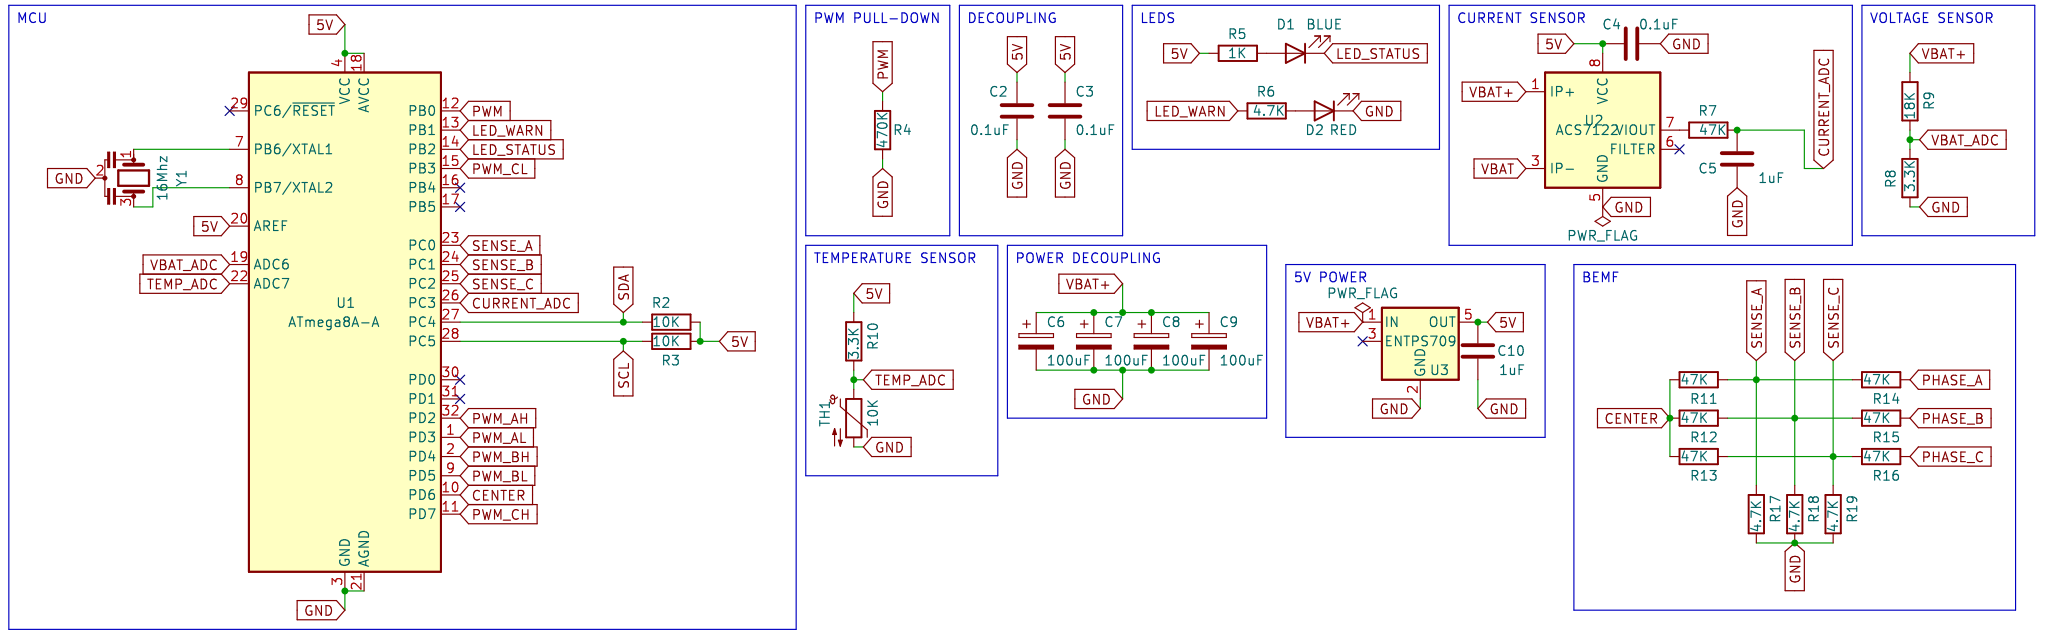 MCU
5V
4
18
VCC
AVCC
29
PC6/RESET
7
PB6/XTAL1
8
PB7/XTAL2
GND
2
1
3
16Mhz
Y1
5V
20
AREF
VBAT_ADC
19
ADC6
TEMP_ADC
22
ADC7
U1
ATmega8A-A
PB0
12
PWM
PB1
13
LED_WARN
PB2
14
LED_STATUS
PB3
15
PWM_CL
PB4
16
PB5
17
PC0
23
SENSE_A
PC1
24
SENSE_B
PC2
25
SENSE_C
PC3
26
CURRENT_ADC
PC4
27
PC5
28
PD0
30
PD1
31
PD2
32
PWM_AH
PD3
1
PWM_AL
PD4
2
PWM_BH
PD5
9
PWM_BL
PD6
10
CENTER
PD7
11
PWM_CH
GND
AGND
3
21
GND
SDA
SCL
R2
10K
10K
R3
5V
PWM PULL-DOWN
PWM
470K
R4
GND
DECOUPLING
5V
5V
C2
0.1uF
C3
0.1uF
GND
GND
LEDS
5V
R5
1K
D1 BLUE
LED_STATUS
LED_WARN
R6
4.7K
D2 RED
GND
CURRENT SENSOR
5V
C4
0.1uF
GND
8
VCC
VBAT+
1
IP+
U2
ACS7122
VIOUT
7
FILTER
6
VBAT
3
IP-
GND
5
GND
PWR_FLAG
R7
47K
C5
1uF
GND
CURRENT_ADC
VOLTAGE SENSOR
VBAT+
18K
R9
VBAT_ADC
R8
3.3K
GND
TEMPERATURE SENSOR
5V
3.3K
R10
TEMP_ADC
TH1
10K
GND
POWER DECOUPLING
VBAT+
C6
100uF
C7
100uF
C8
100uF
C9
100uF
GND
5V POWER
PWR_FLAG
VBAT+
1
IN
3
EN
TPS709
OUT
5
5V
GND
U3
2
GND
C10
1uF
GND
BEMF
SENSE_A
SENSE_B
SENSE_C
CENTER
47K
R11
47K
R12
47K
R13
47K
R14
PHASE_A
47K
R15
PHASE_B
47K
R16
PHASE_C
4.7K
R17
4.7K
R18
4.7K
R19
GND